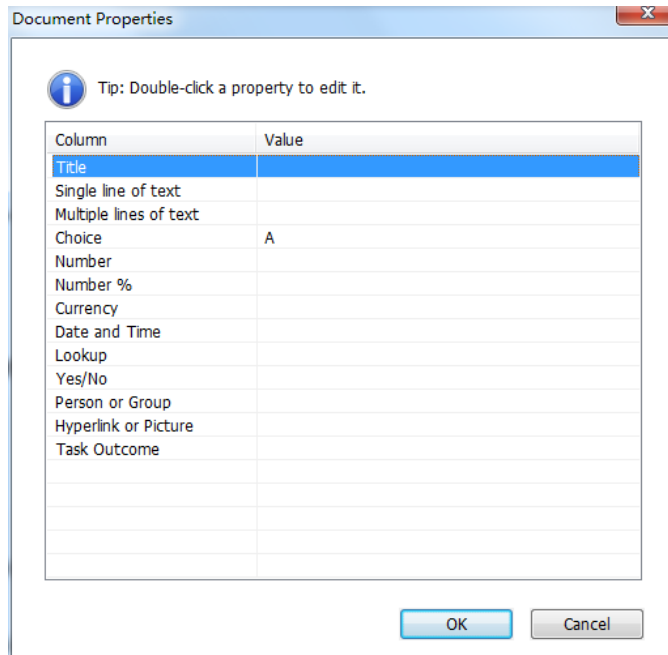 Document Properties
Tip: Double-click a property to edit it.
Column Value
Title
Single line of text
Multiple lines of text
Choice A
Number
Number %
Currency
Date and Time
Lookup
Yes/No
Person or Group
Hyperlink or Picture
Task Outcome
OK Cancel